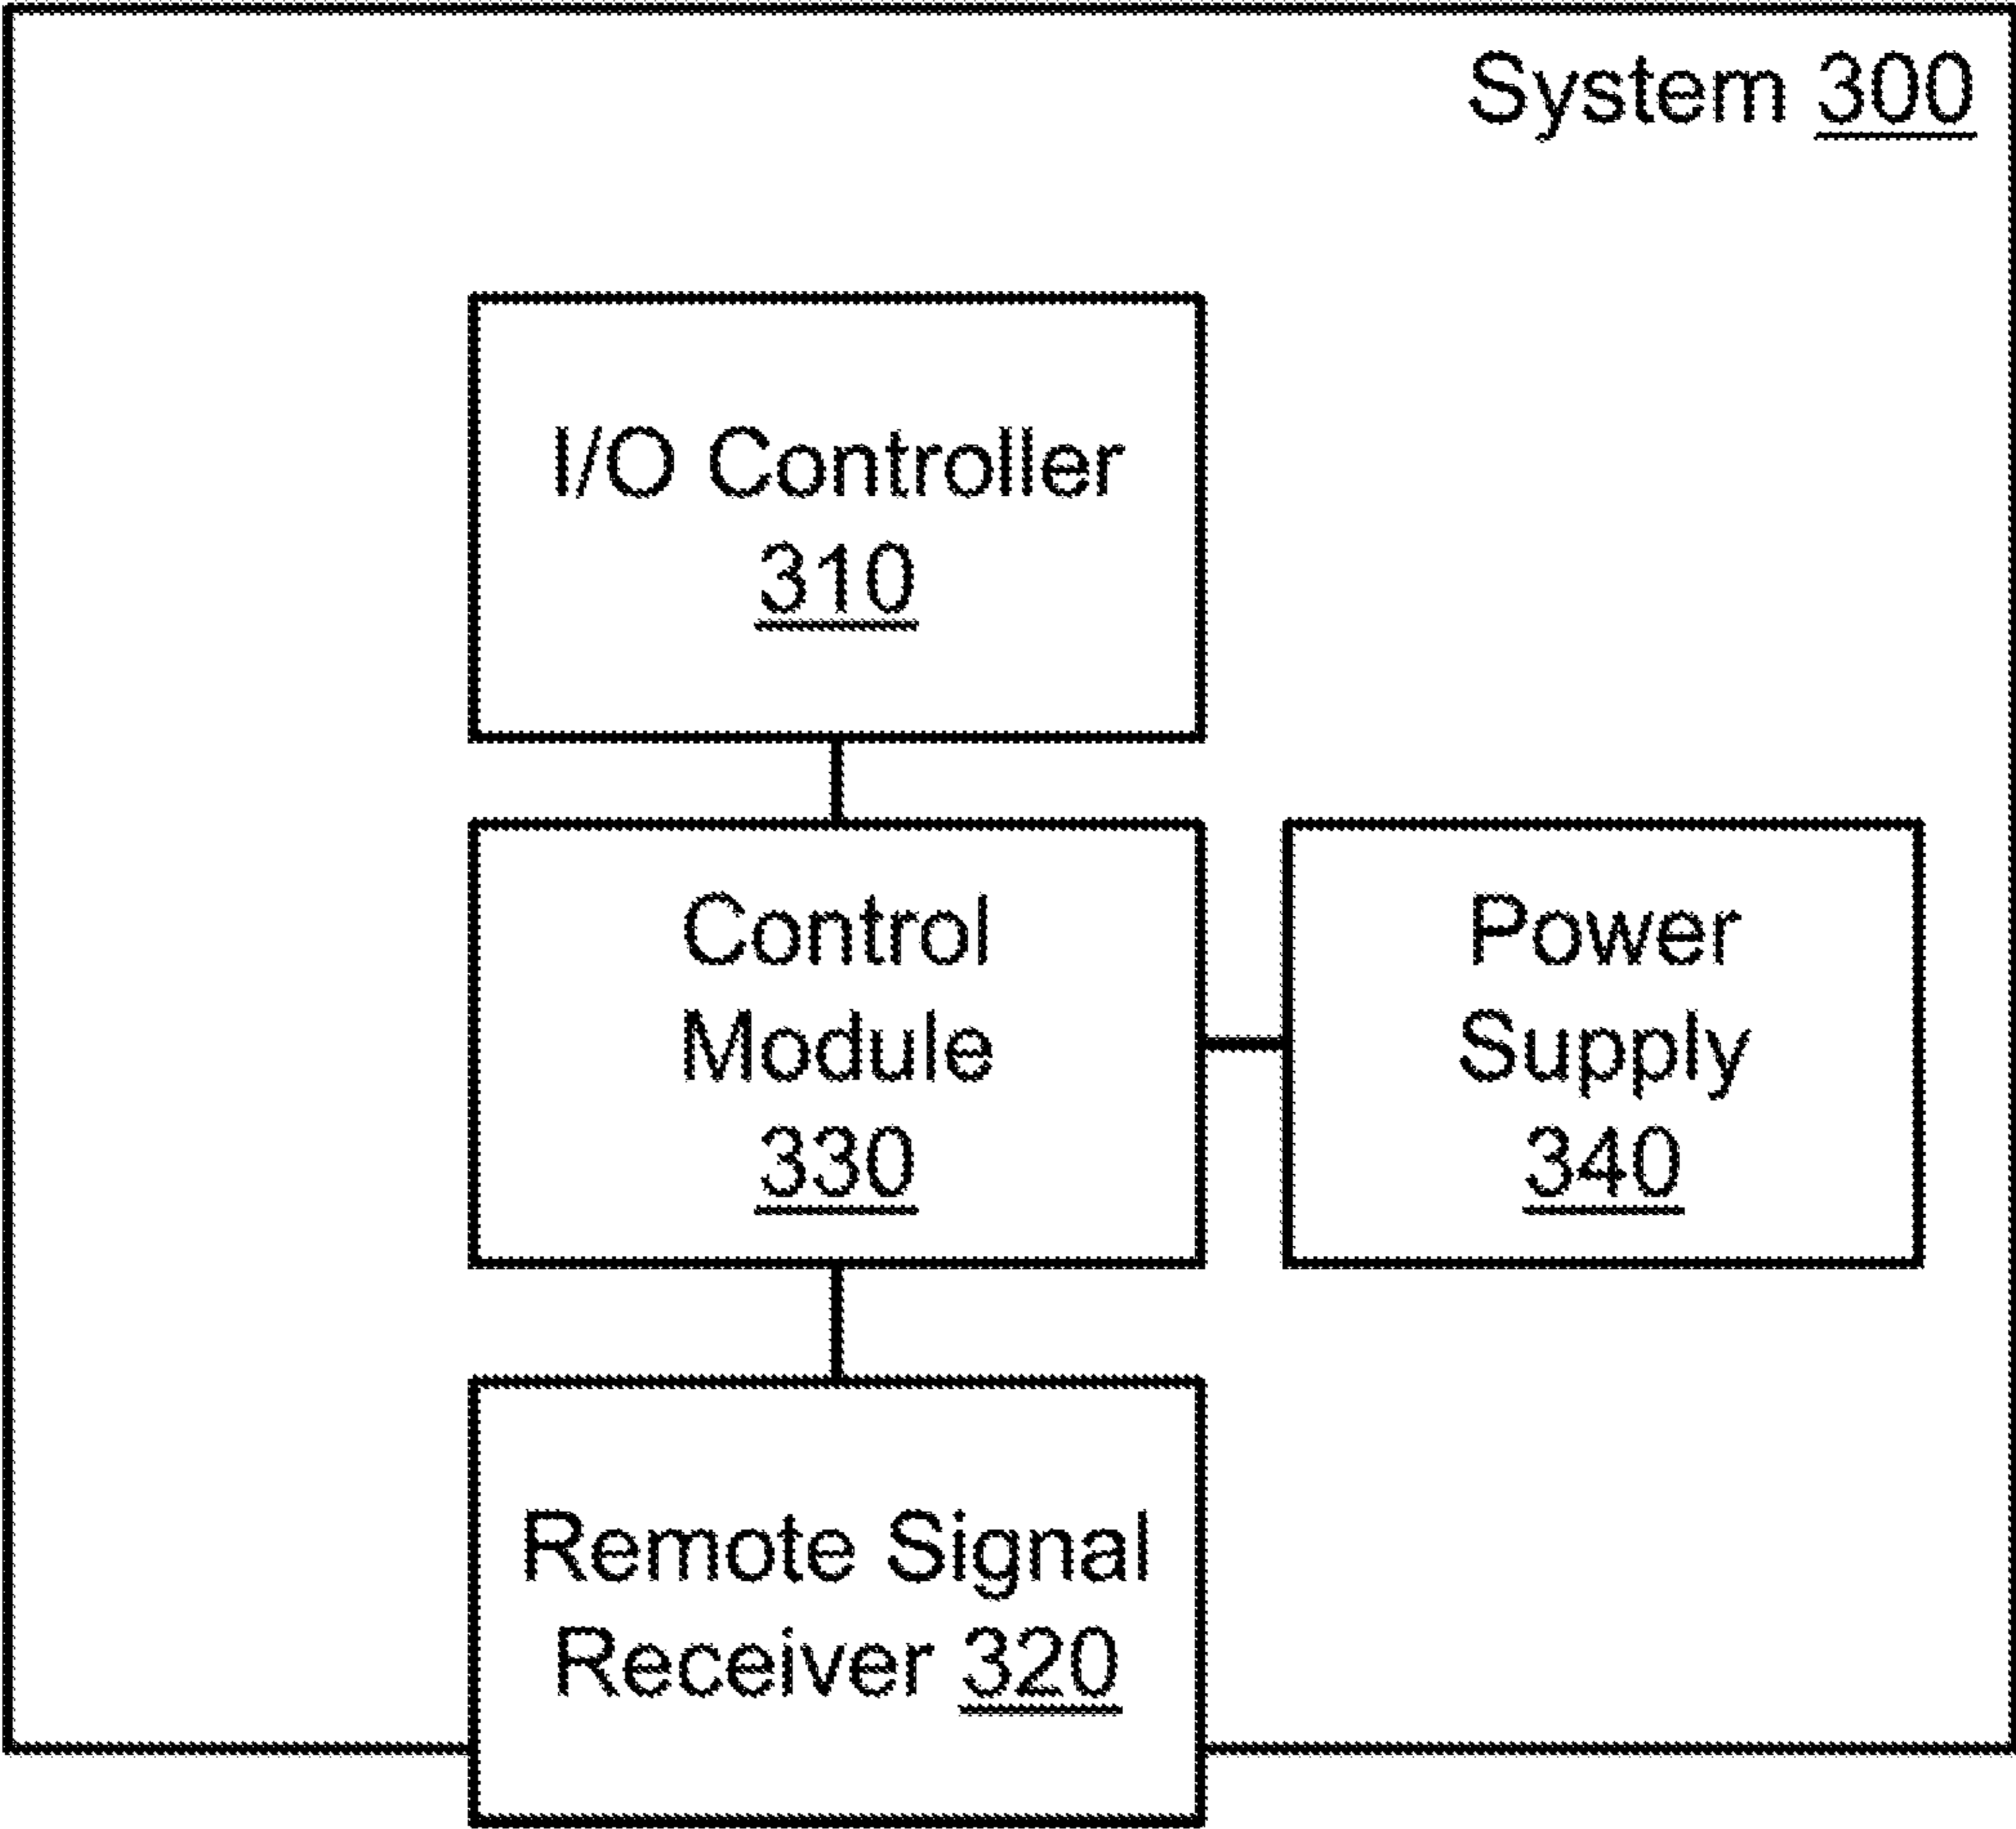 System 300
I/O Controller
310
Control
Module
330
Power
Supply
340
Remote Signal
Receiver 320